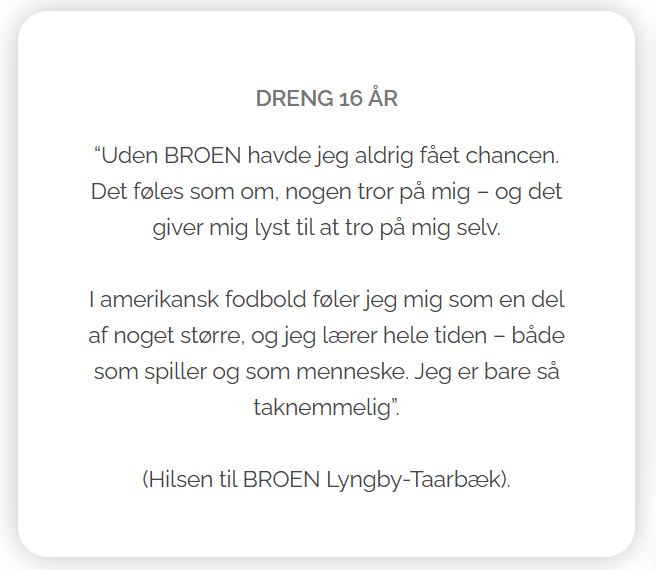 DRENG 16 ÅR
“Uden BROEN havde jeg aldrig fået chancen.
Det føles som om, nogen tror på mig – og det
giver mig lyst til at tro på mig selv.
I amerikansk fodbold føler jeg mig som en del
af noget større, og jeg lærer hele tiden – både
som spiller og som menneske. Jeg er bare så
taknemmelig”.
(Hilsen til BROEN Lyngby-Taarbæk).